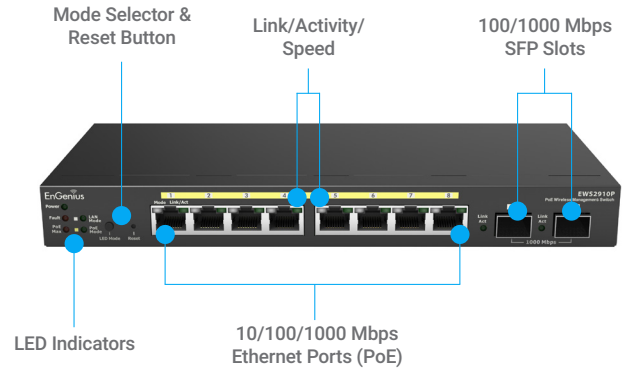 Mode Selector &
Reset Button
Link/Activity/
Speed
100/1000 Mbps
SFP Slots
EnGenius
Power
Fault
LAN
Mode
PoE
Max
PoE
Mode
LED Mode
Reset
Mode Link/Act
1 2 3 4 5 6 7 8
Link
Act
Link
Act
1000 Mbps
EWS2910P
PoE Wireless Management Switch
LED Indicators
10/100/1000 Mbps
Ethernet Ports (PoE)